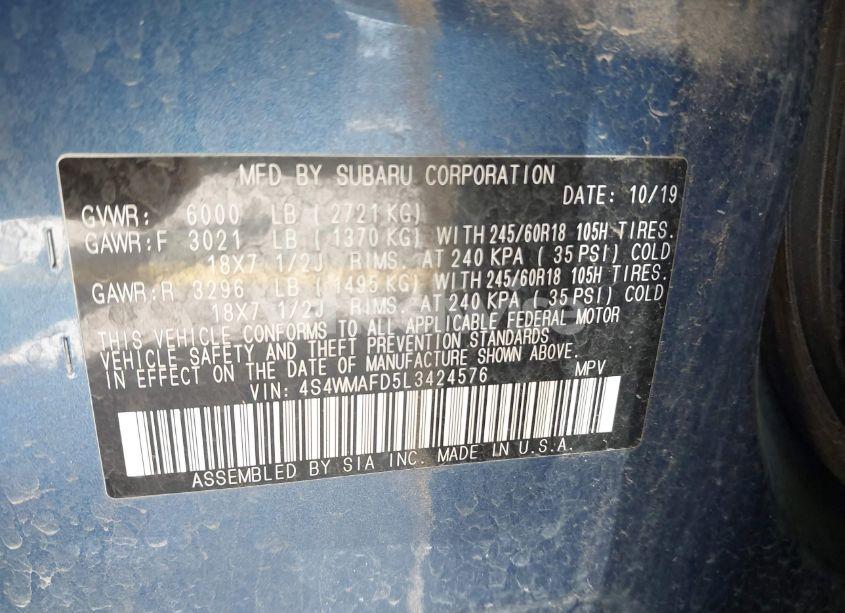 MFD BY SUBARU CORPORATION
DATE: 10/19
GVWR: 6000 LB ( 2721 KG)
GAWR:F 3021 LB ( 1370 KG) WITH 245/60R18 105H TIRES.
18X7 1/2J RIMS. AT 240 KPA ( 35 PSI) COLD
GAWR:R 3296 LB ( 1495 KG) WITH 245/60R18 105H TIRES.
18X7 1/2J RIMS. AT 240 KPA ( 35 PSI) COLD
THIS VEHICLE CONFORMS TO ALL APPLICABLE FEDERAL MOTOR
VEHICLE SAFETY AND THEFT PREVENTION STANDARDS
IN EFFECT ON THE DATE OF MANUFACTURE SHOWN ABOVE.
VIN: 4S4WMAFD5L3424576 MPV
ASSEMBLED BY SIA INC. MADE IN U.S.A.